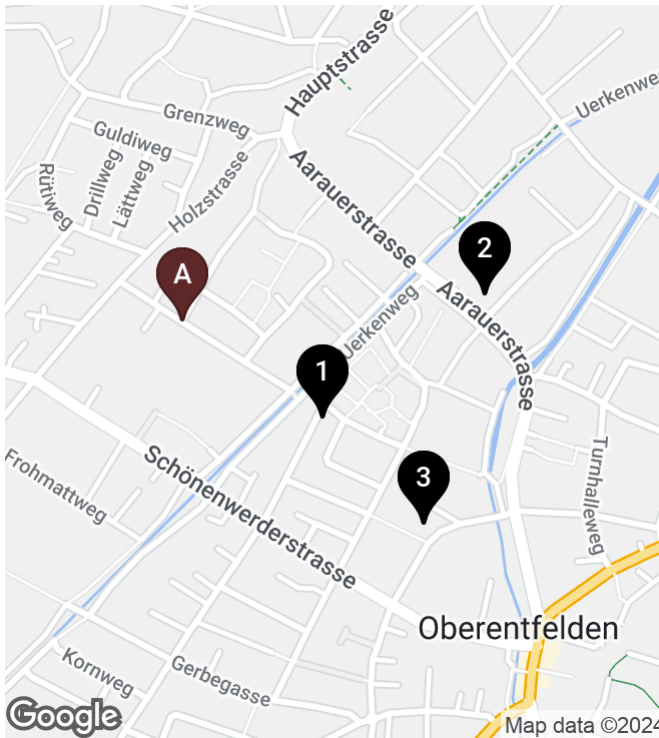 Hauptstrasse
Uerkenwe
Grenzweg
Guldiweg
Drillweg
Lättweg
Rütiweg
Holzstrasse
Aarauerstrasse
A
2
Uerkenweg
Aarauerstrasse
1
Turnhalleweg
Schönenwerderstrasse
3
Frohmattweg
Oberentfelden
Kornweg
Gerbegasse
Google
Map data ©2024